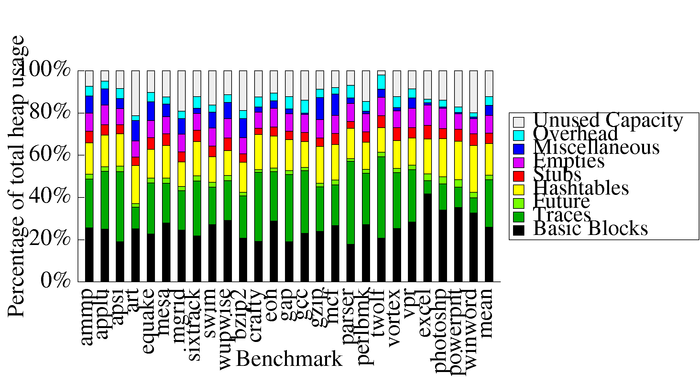 Percentage of total heap usage
100%
80%
60%
40%
20%
0%
ammp
applu
apsi
art
equake
mesa
mgrid
sixtrack
swim
wupwise
bzip2
crafty
eon
gap
gcc
gzip
mcf
parser
perlbmk
twolf
vortex
vpr
excel
photoshp
powerpnt
winword
mean
Benchmark
Unused Capacity
Overhead
Miscellaneous
Empties
Stubs
Hashtables
Future
Traces
Basic Blocks